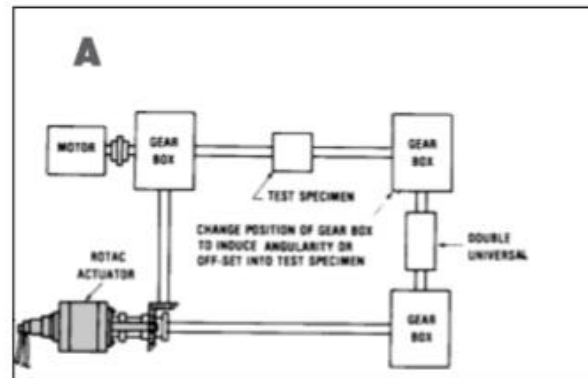 A
MOTOR
GEAR
BOX
GEAR
BOX
TEST SPECIMEN
CHANGE POSITION OF GEAR BOX
TO INDUCE ANGULARITY OR
OFF-SET INTO TEST SPECIMEN
DOUBLE
UNIVERSAL
ROTAC
ACTUATOR
GEAR
BOX